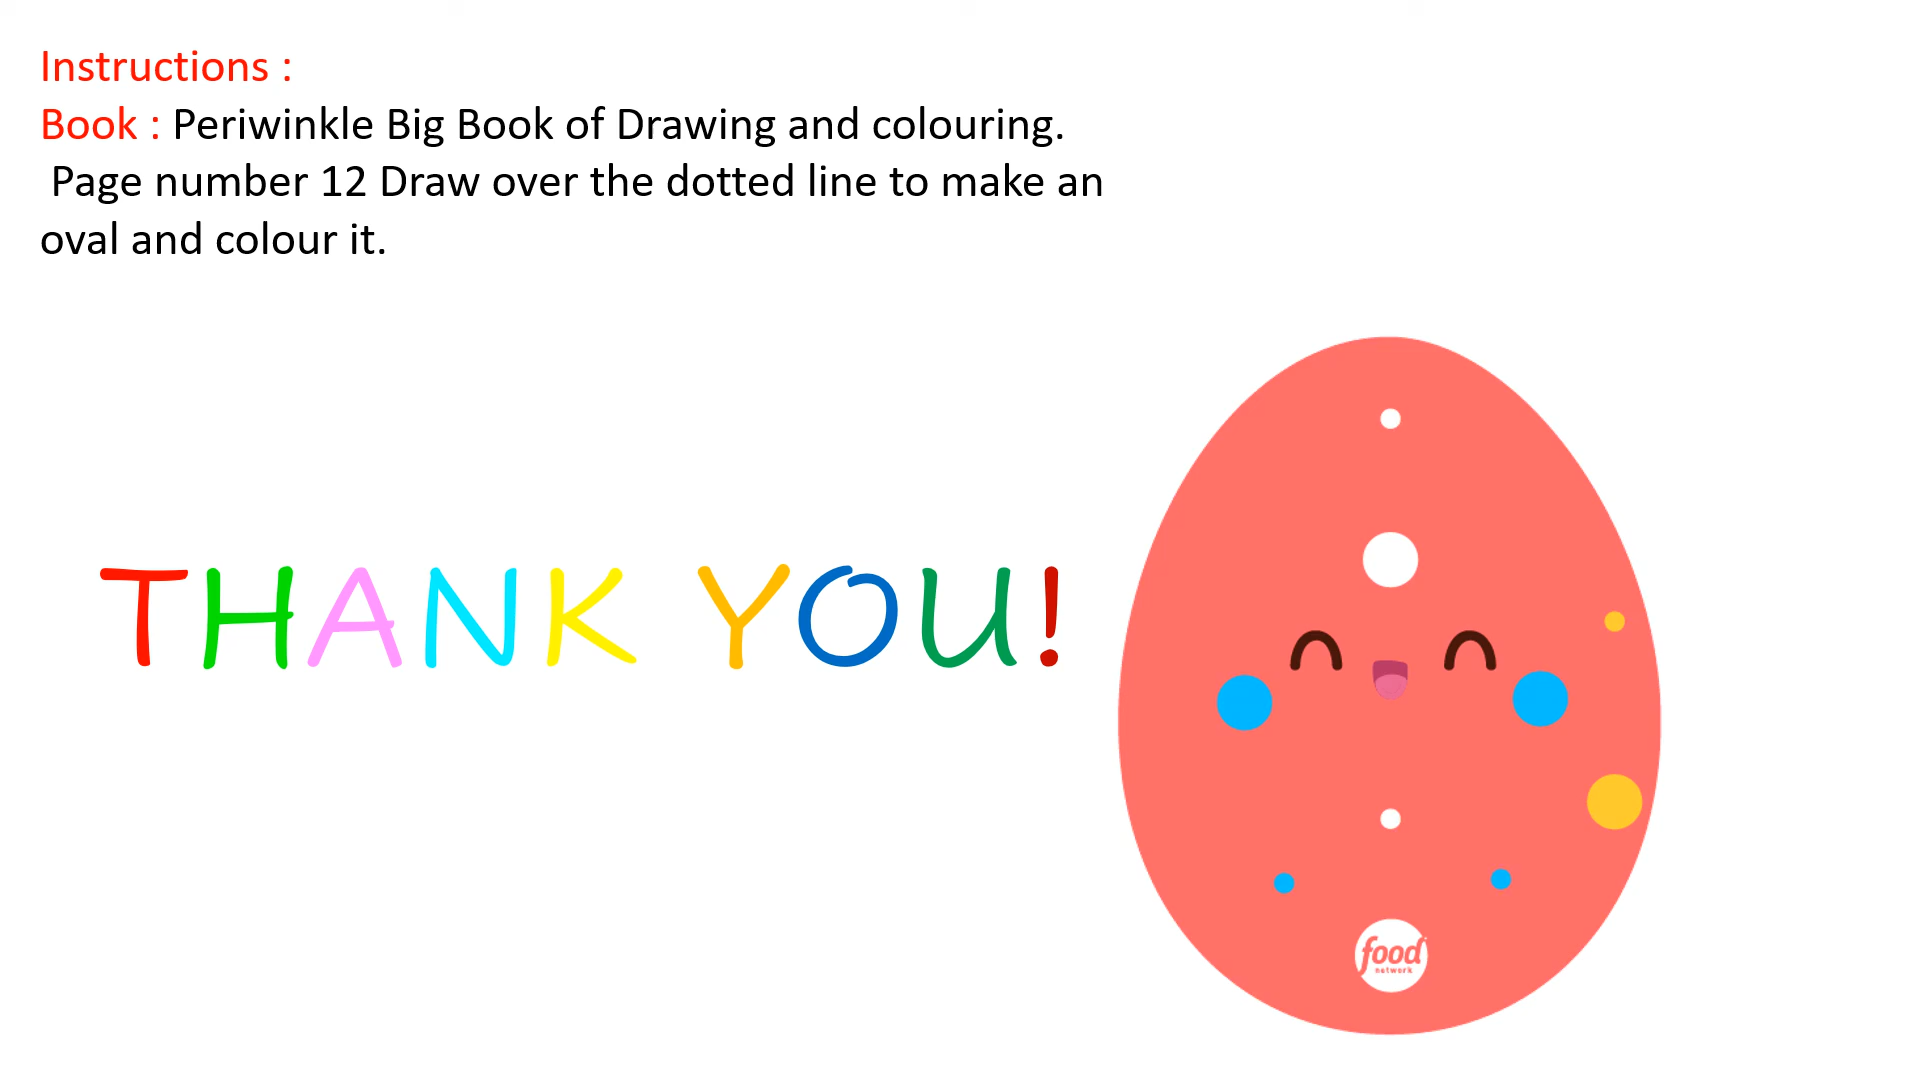 Instructions :
Book : Periwinkle Big Book of Drawing and colouring.
Page number 12 Draw over the dotted line to make an
oval and colour it.
THANK YOU!
food
network